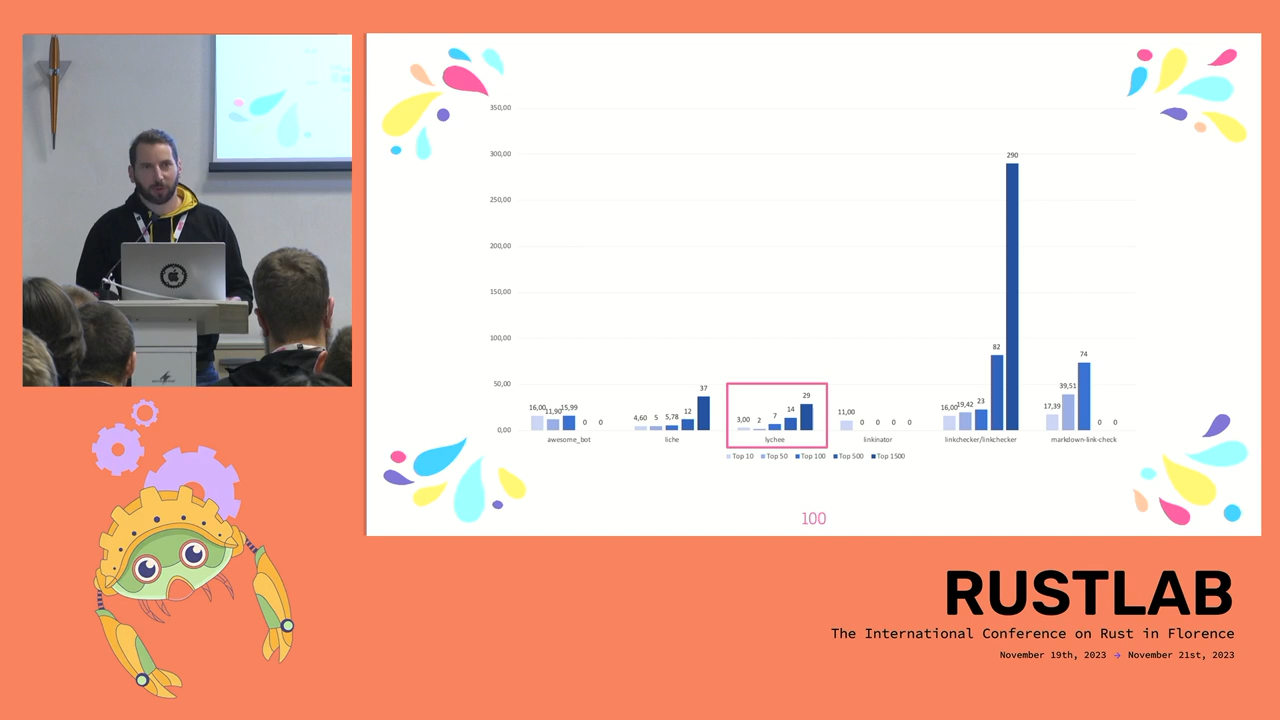 350,00
300,00
250,00
200,00
150,00
100,00
50,00
0,00
16,00 11,90 15,99 0 0
4,60 5 5,78 12 37
3,00 2 7 14 29
11,00 0 0 0 0
16,00 19,42 23 82 290
17,39 39,51 74 0 0
awesome_bot liche lychee linkinator linkchecker/linkchecker markdown-link-check
Top 10 Top 50 Top 100 Top 500 Top 1500
100
RUSTLAB
The International Conference on Rust in Florence
November 19th, 2023 → November 21st, 2023